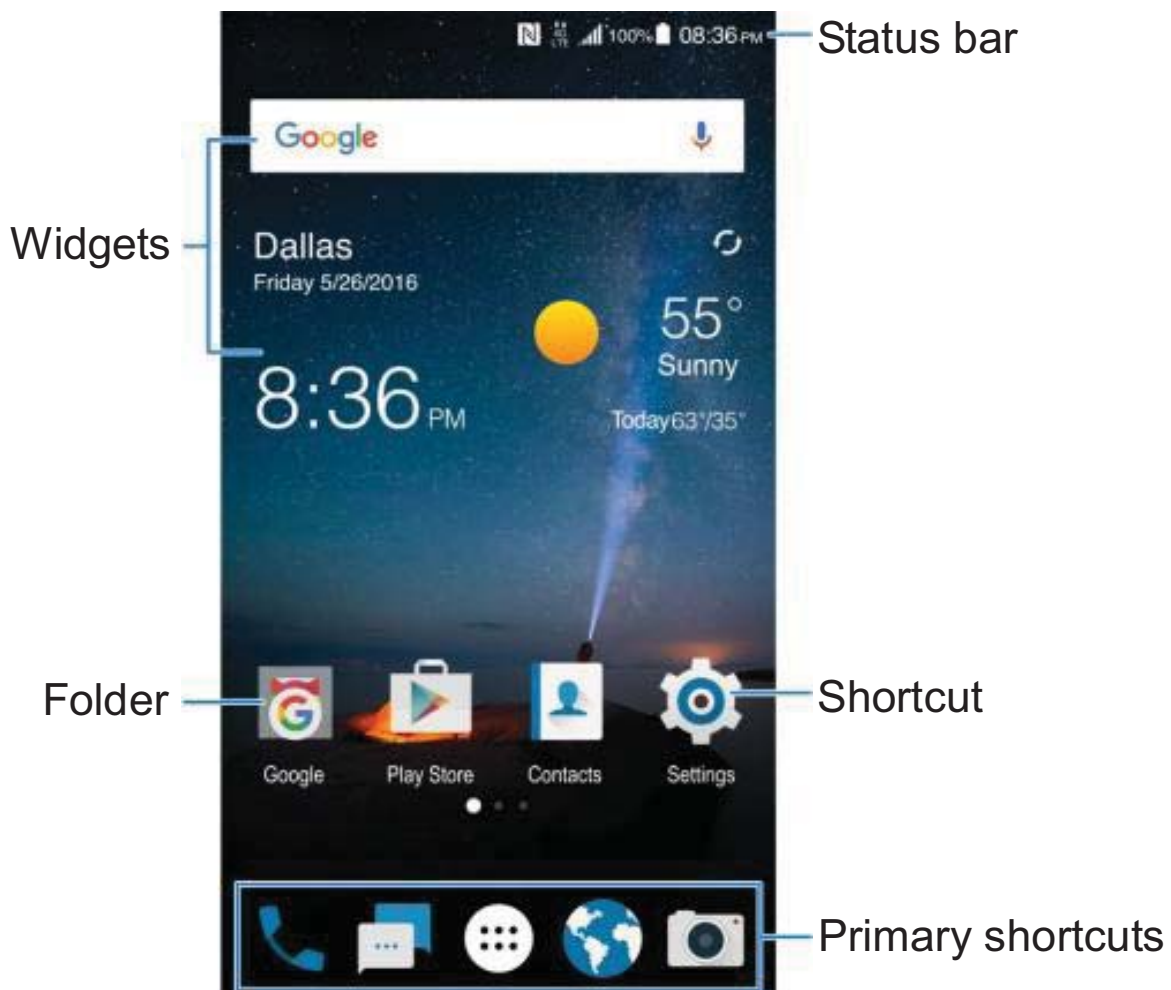 100% 08:36 PM
Status bar
Google
Widgets
Dallas
Friday 5/26/2016
55°
Sunny
8:36 PM
Today 63°/35°
Folder
Shortcut
Google
Play Store
Contacts
Settings
Primary shortcuts